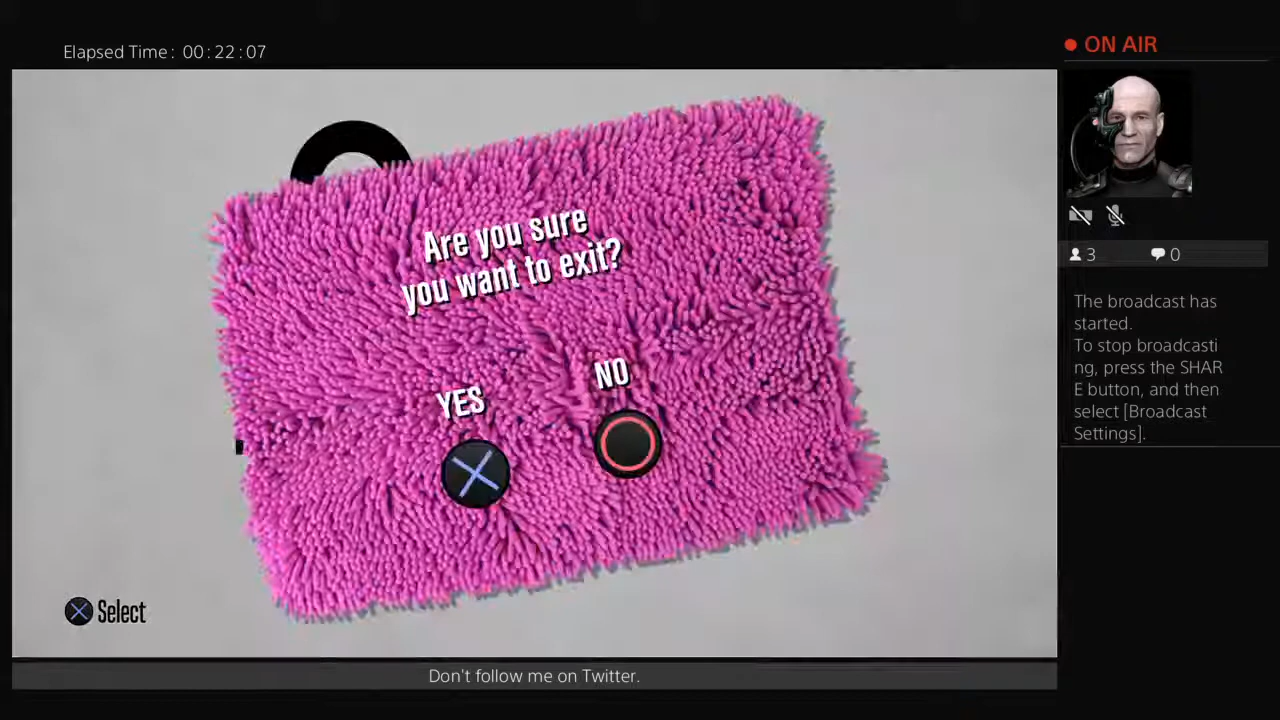 Elapsed Time: 00:22:07
ON AIR
Are you sure
you want to exit?
YES
NO
Select
3
0
The broadcast has
started.
To stop broadcasti
ng, press the SHAR
E button, and then
select [Broadcast
Settings].
Don't follow me on Twitter.